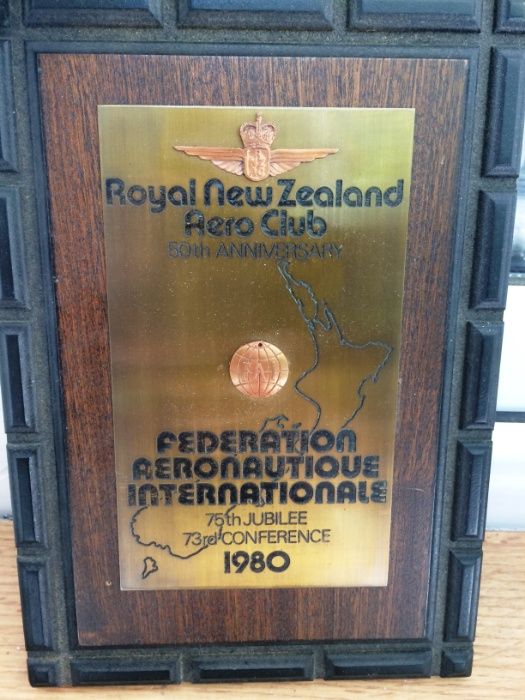 Royal New Zealand
Aero Club
50th ANNIVERSARY
FEDERATION
AERONAUTIQUE
INTERNATIONALE
75th JUBILEE
73rd CONFERENCE
1980